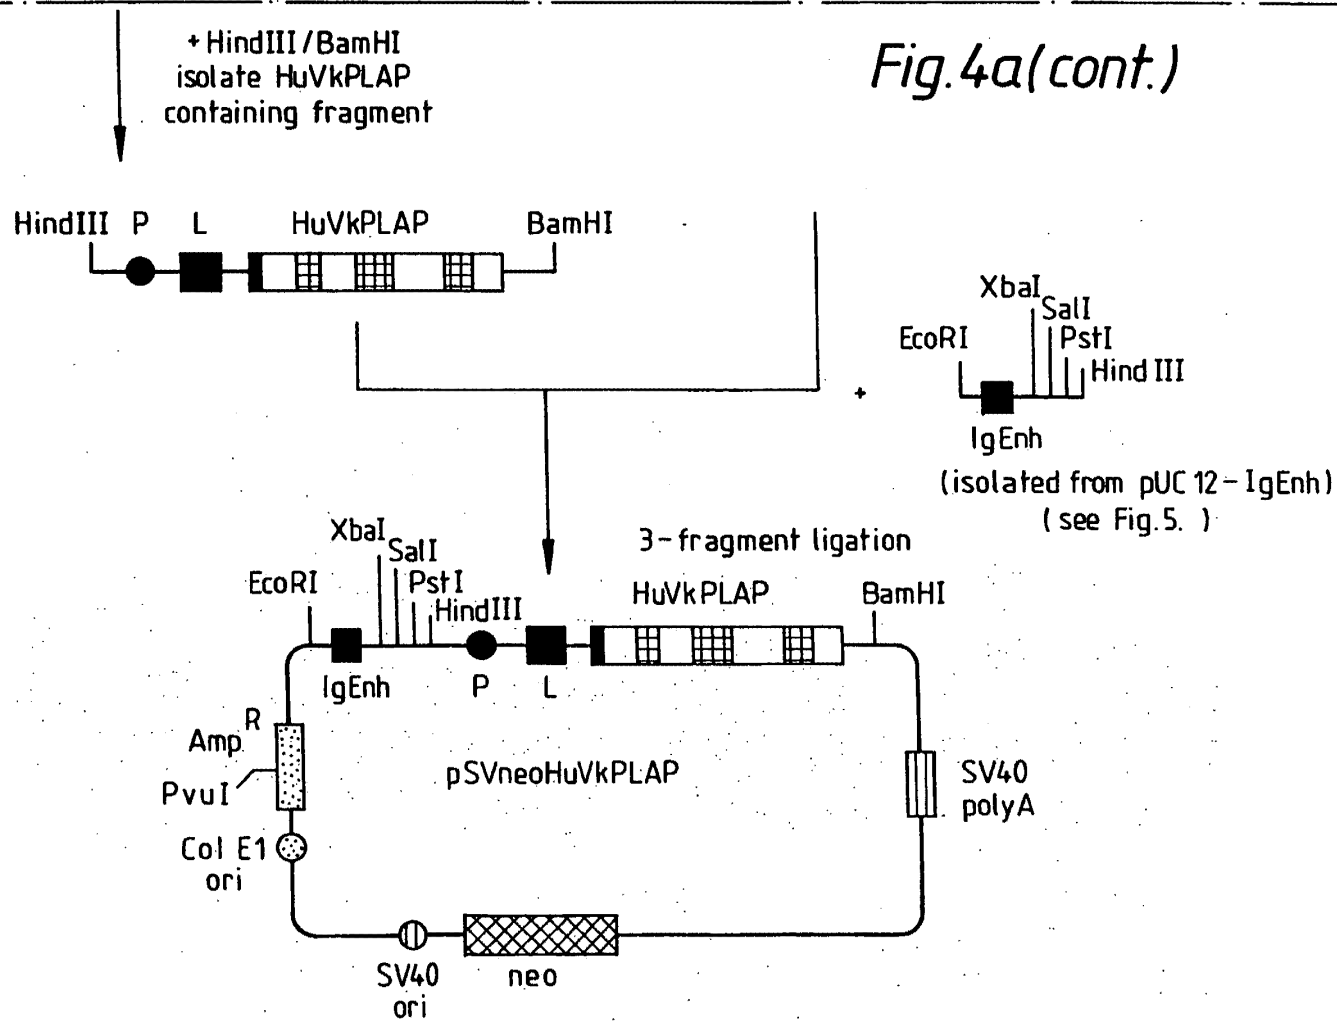 + HindIII/BamHI
isolate HuVkPLAP
containing fragment
Fig.4a(cont.)
HindIII P L HuVkPLAP BamHI
XbaI
SalI
EcoRI PstI
Hind III
+
IgEnh
(isolated from pUC 12-IgEnh)
( see Fig.5. )
3-fragment ligation
XbaI
SalI
EcoRI PstI HuVkPLAP BamHI
HindIII
IgEnh P L
Amp R
PvuI
pSVneoHuVkPLAP
SV40
polyA
Col E1
ori
SV40
ori
neo